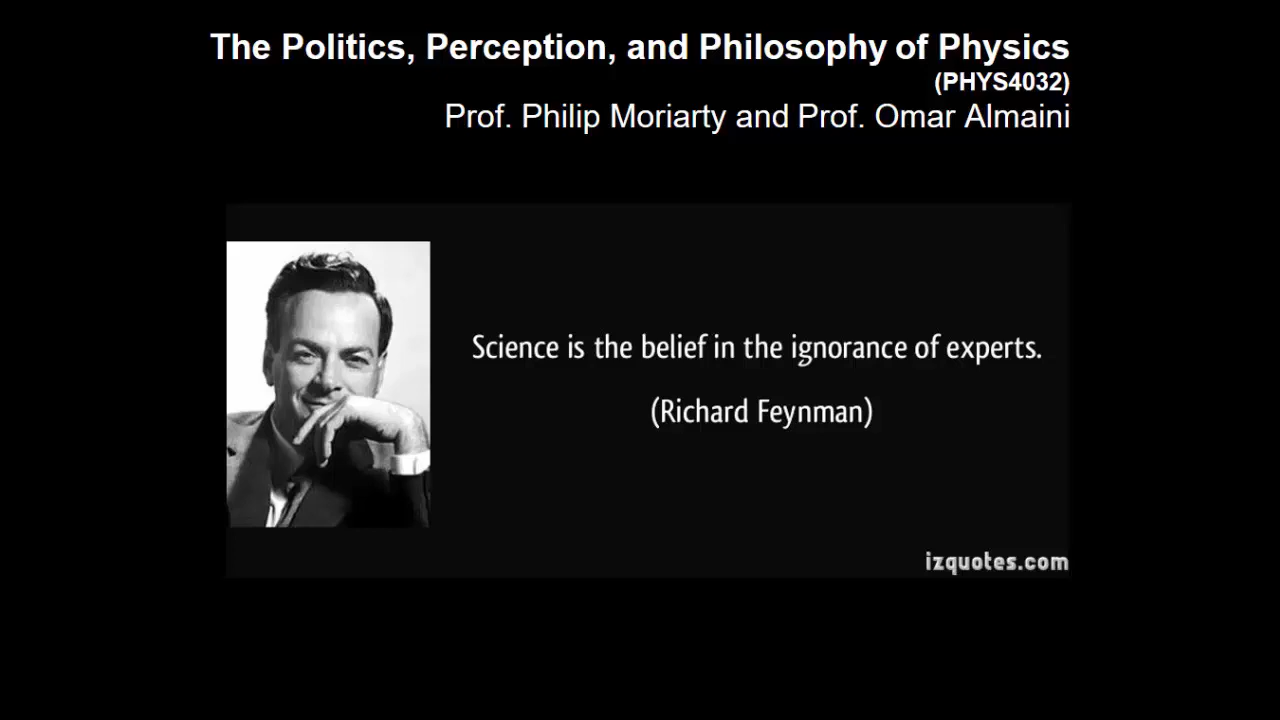 The Politics, Perception, and Philosophy of Physics
(PHYS4032)
Prof. Philip Moriarty and Prof. Omar Almaini
Science is the belief in the ignorance of experts.
(Richard Feynman)
izquotes.com